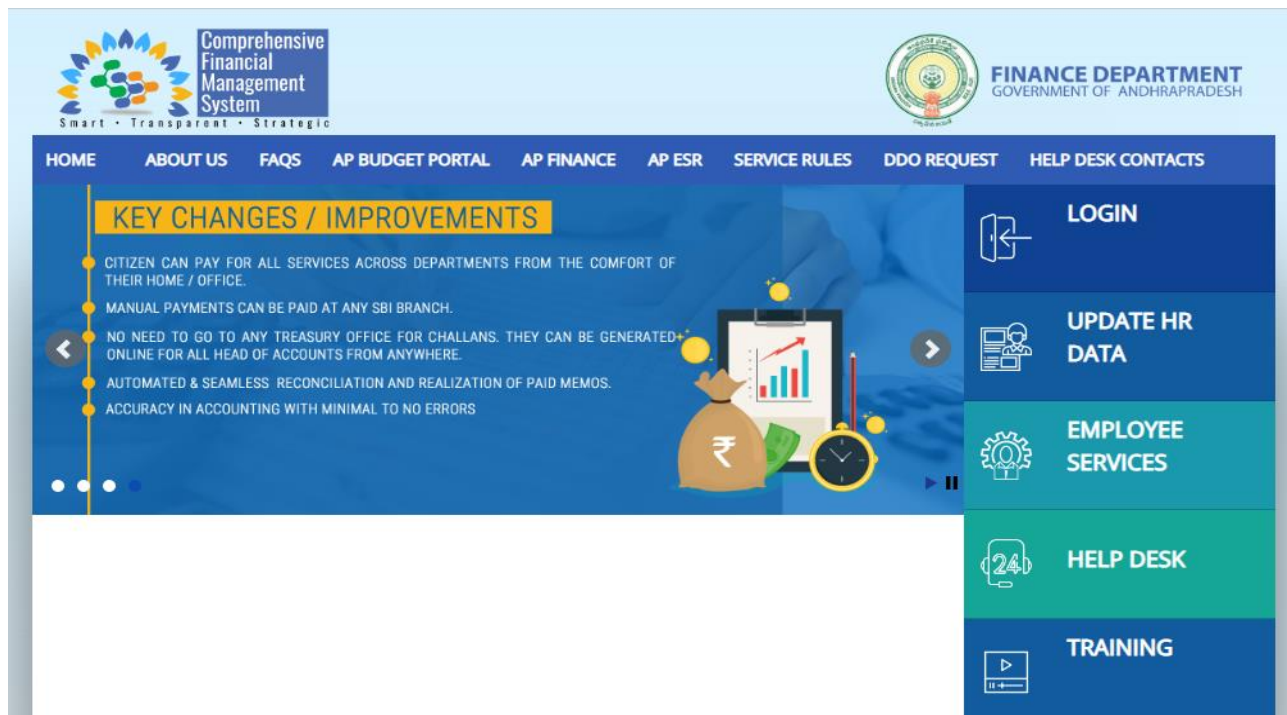 Comprehensive
Financial
Management
System
Smart • Transparent • Strategic
FINANCE DEPARTMENT
GOVERNMENT OF ANDHRAPRADESH
HOME ABOUT US FAQS AP BUDGET PORTAL AP FINANCE AP ESR SERVICE RULES DDO REQUEST HELP DESK CONTACTS
KEY CHANGES / IMPROVEMENTS
CITIZEN CAN PAY FOR ALL SERVICES ACROSS DEPARTMENTS FROM THE COMFORT OF
THEIR HOME / OFFICE.
MANUAL PAYMENTS CAN BE PAID AT ANY SBI BRANCH.
NO NEED TO GO TO ANY TREASURY OFFICE FOR CHALLANS. THEY CAN BE GENERATED
ONLINE FOR ALL HEAD OF ACCOUNTS FROM ANYWHERE.
AUTOMATED & SEAMLESS RECONCILIATION AND REALIZATION OF PAID MEMOS.
ACCURACY IN ACCOUNTING WITH MINIMAL TO NO ERRORS
₹
LOGIN
UPDATE HR
DATA
EMPLOYEE
SERVICES
24
HELP DESK
TRAINING